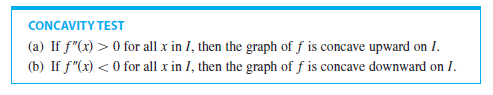 CONCAVITY TEST
(a) If f"(x) > 0 for all x in I, then the graph of f is concave upward on I.
(b) If f"(x) < 0 for all x in I, then the graph of f is concave downward on I.